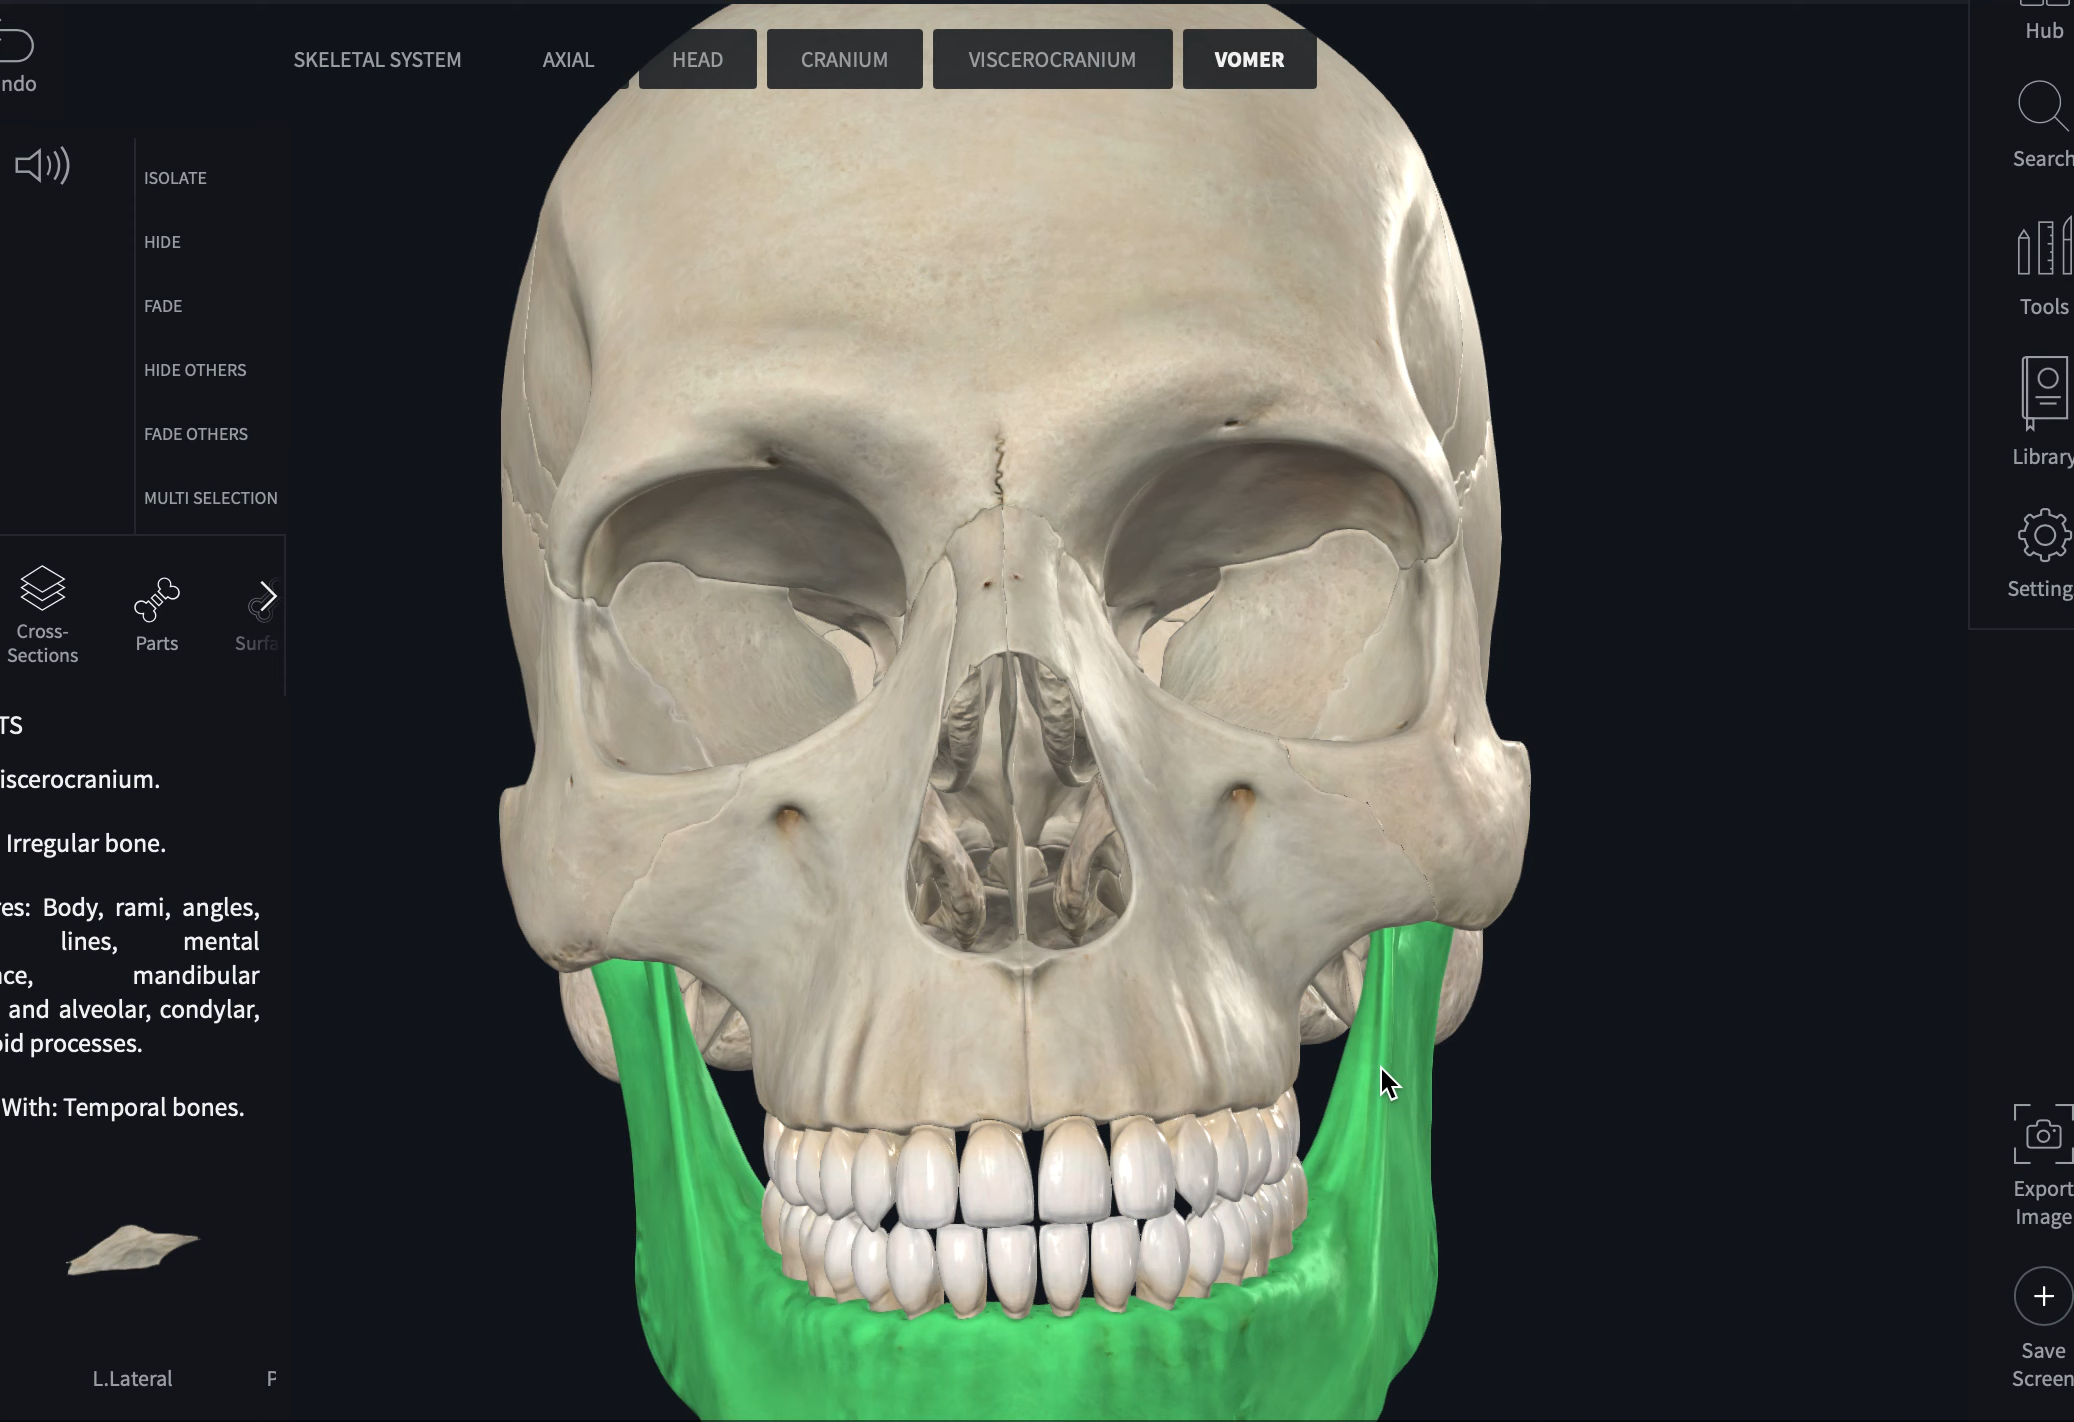 ndo
SKELETAL SYSTEM
AXIAL
HEAD
CRANIUM
VISCEROCRANIUM
VOMER
Hub
Search
Tools
Library
Setting
ISOLATE
HIDE
FADE
HIDE OTHERS
FADE OTHERS
MULTI SELECTION
Cross-
Sections
Parts
Surfa
TS
iscerocranium.
Irregular bone.
res: Body, rami, angles,
lines, mental
nce, mandibular
and alveolar, condylar,
oid processes.
With: Temporal bones.
L.Lateral
P
Export
Image
Save
Screen